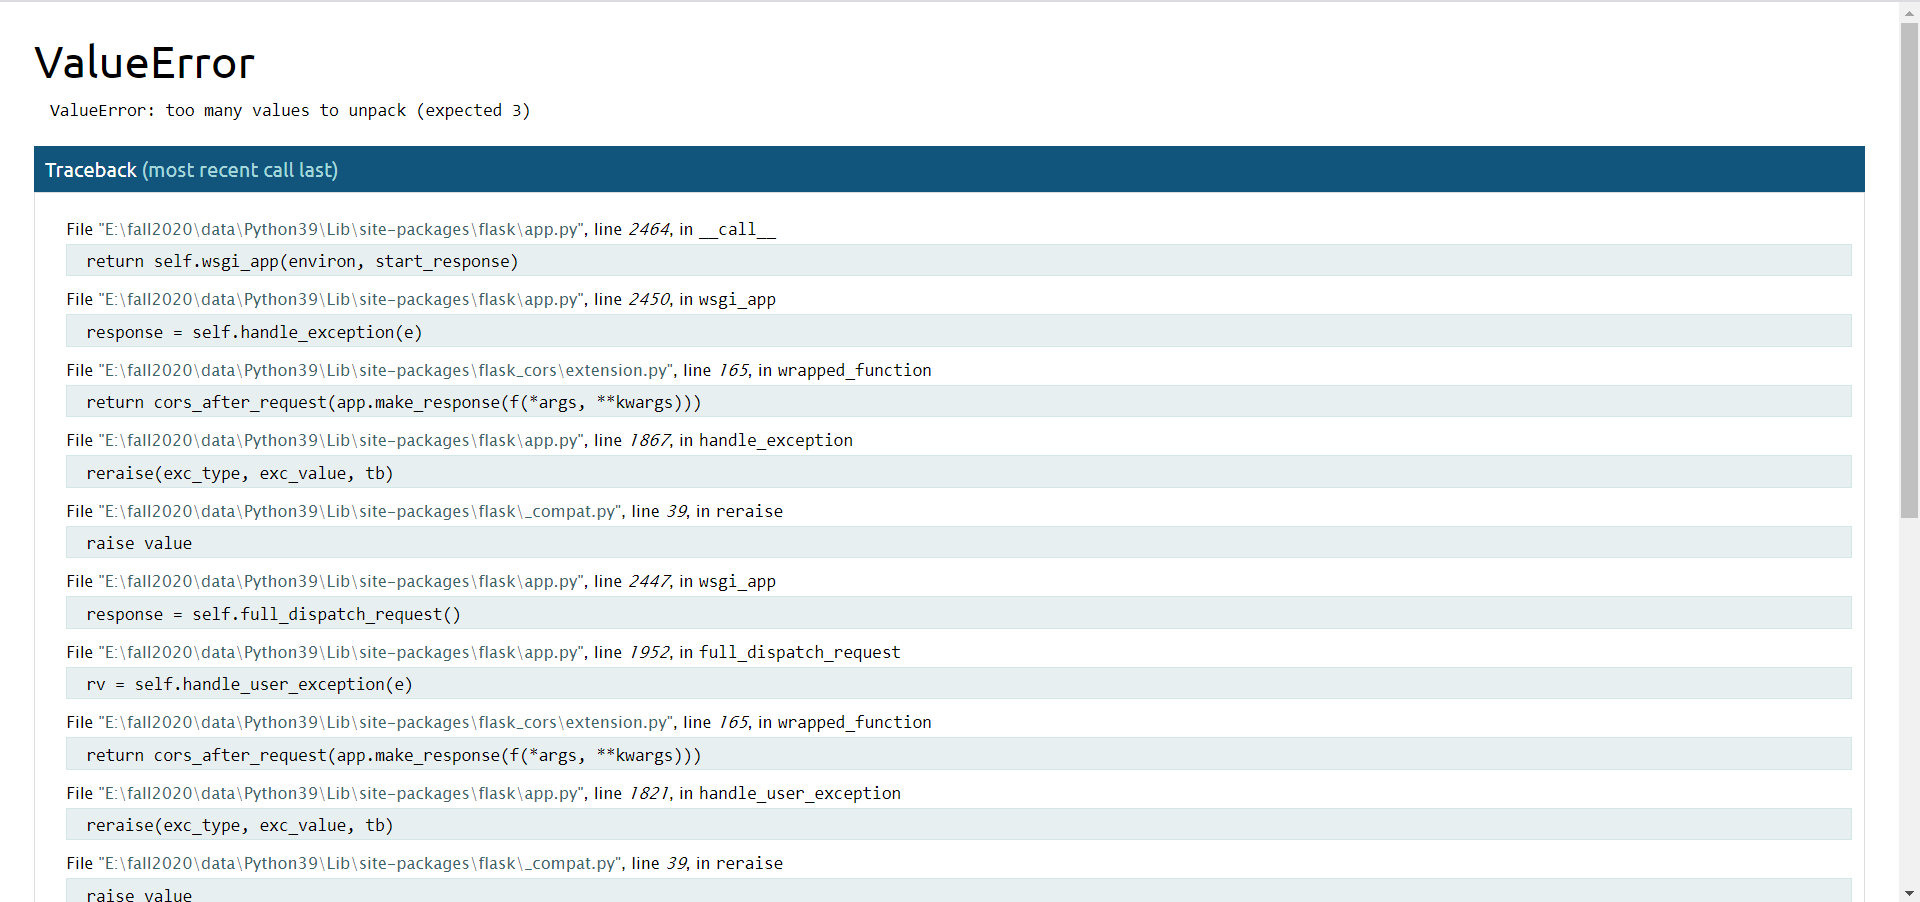 ValueError
ValueError: too many values to unpack (expected 3)
Traceback (most recent call last)
File "E:\fall2020\data\Python39\Lib\site-packages\flask\app.py", line 2464, in __call__
return self.wsgi_app(environ, start_response)
File "E:\fall2020\data\Python39\Lib\site-packages\flask\app.py", line 2450, in wsgi_app
response = self.handle_exception(e)
File "E:\fall2020\data\Python39\Lib\site-packages\flask_cors\extension.py", line 165, in wrapped_function
return cors_after_request(app.make_response(f(*args, **kwargs)))
File "E:\fall2020\data\Python39\Lib\site-packages\flask\app.py", line 1867, in handle_exception
reraise(exc_type, exc_value, tb)
File "E:\fall2020\data\Python39\Lib\site-packages\flask\_compat.py", line 39, in reraise
raise value
File "E:\fall2020\data\Python39\Lib\site-packages\flask\app.py", line 2447, in wsgi_app
response = self.full_dispatch_request()
File "E:\fall2020\data\Python39\Lib\site-packages\flask\app.py", line 1952, in full_dispatch_request
rv = self.handle_user_exception(e)
File "E:\fall2020\data\Python39\Lib\site-packages\flask_cors\extension.py", line 165, in wrapped_function
return cors_after_request(app.make_response(f(*args, **kwargs)))
File "E:\fall2020\data\Python39\Lib\site-packages\flask\app.py", line 1821, in handle_user_exception
reraise(exc_type, exc_value, tb)
File "E:\fall2020\data\Python39\Lib\site-packages\flask\_compat.py", line 39, in reraise
raise value